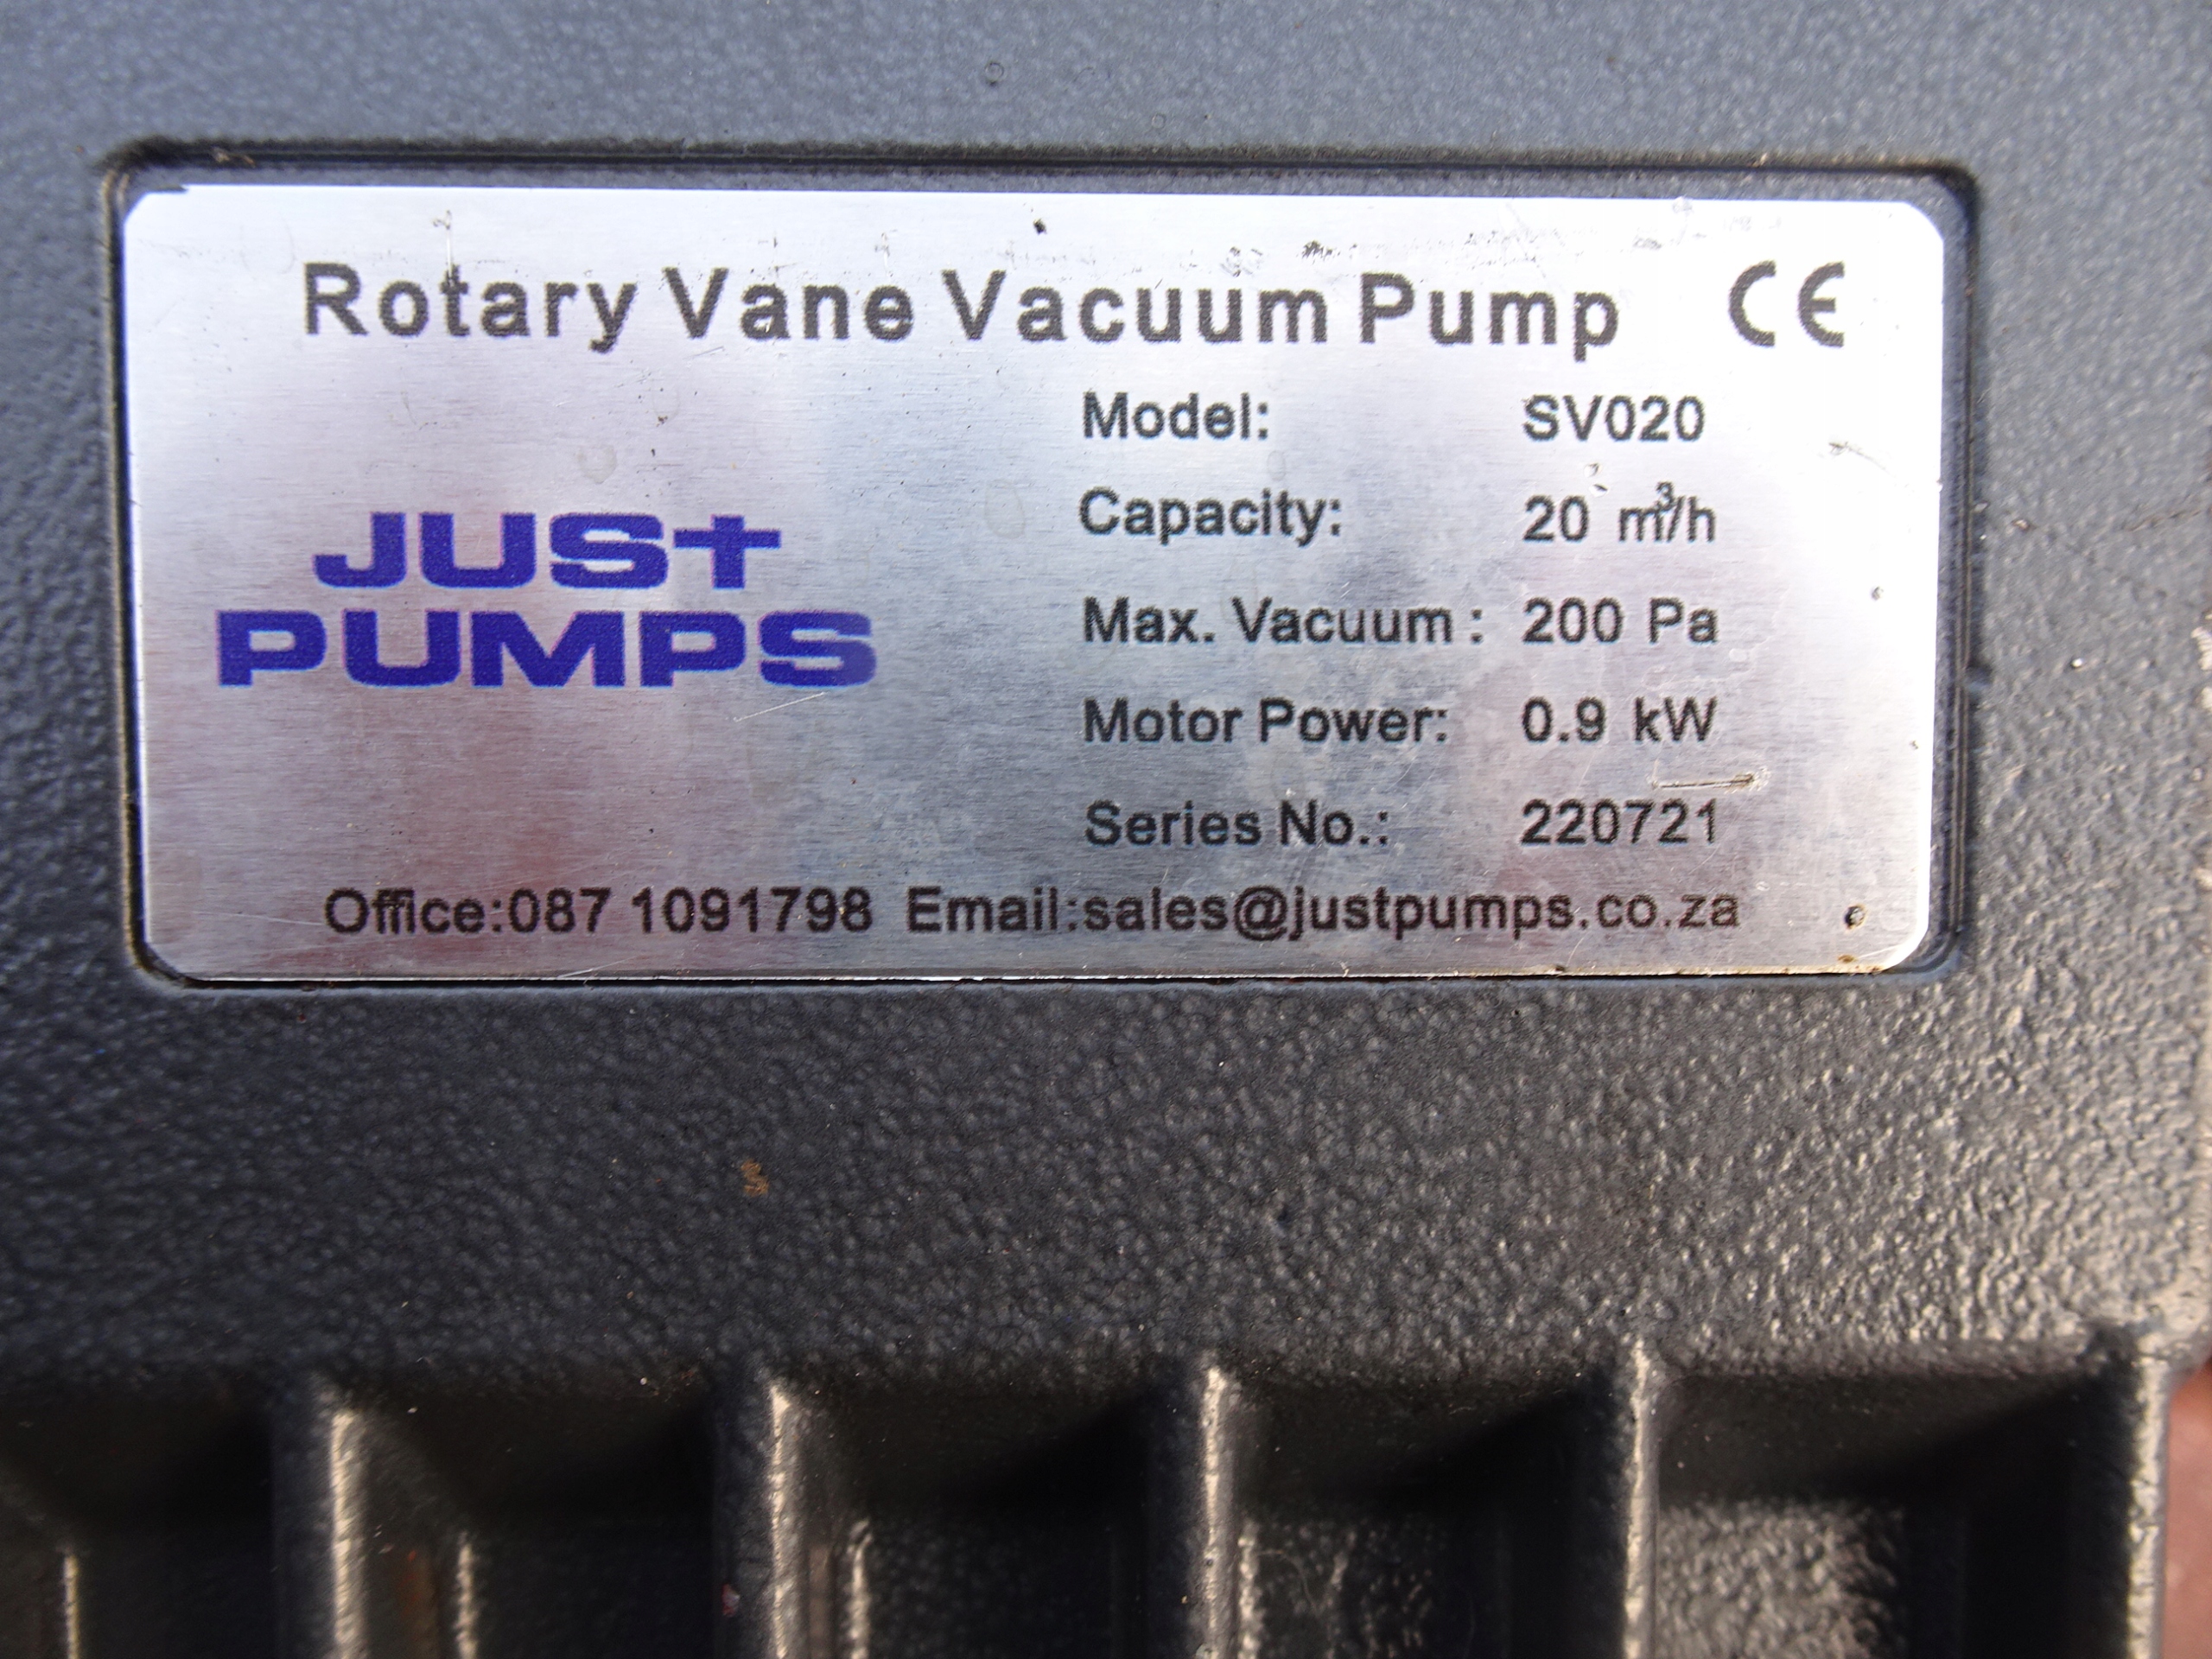 Rotary Vane Vacuum Pump CE
JUSt
PUMPS
Model: SV020
Capacity: 20 m³/h
Max. Vacuum : 200 Pa
Motor Power: 0.9 kW
Series No.: 220721
Office:087 1091798 Email:sales@justpumps.co.za